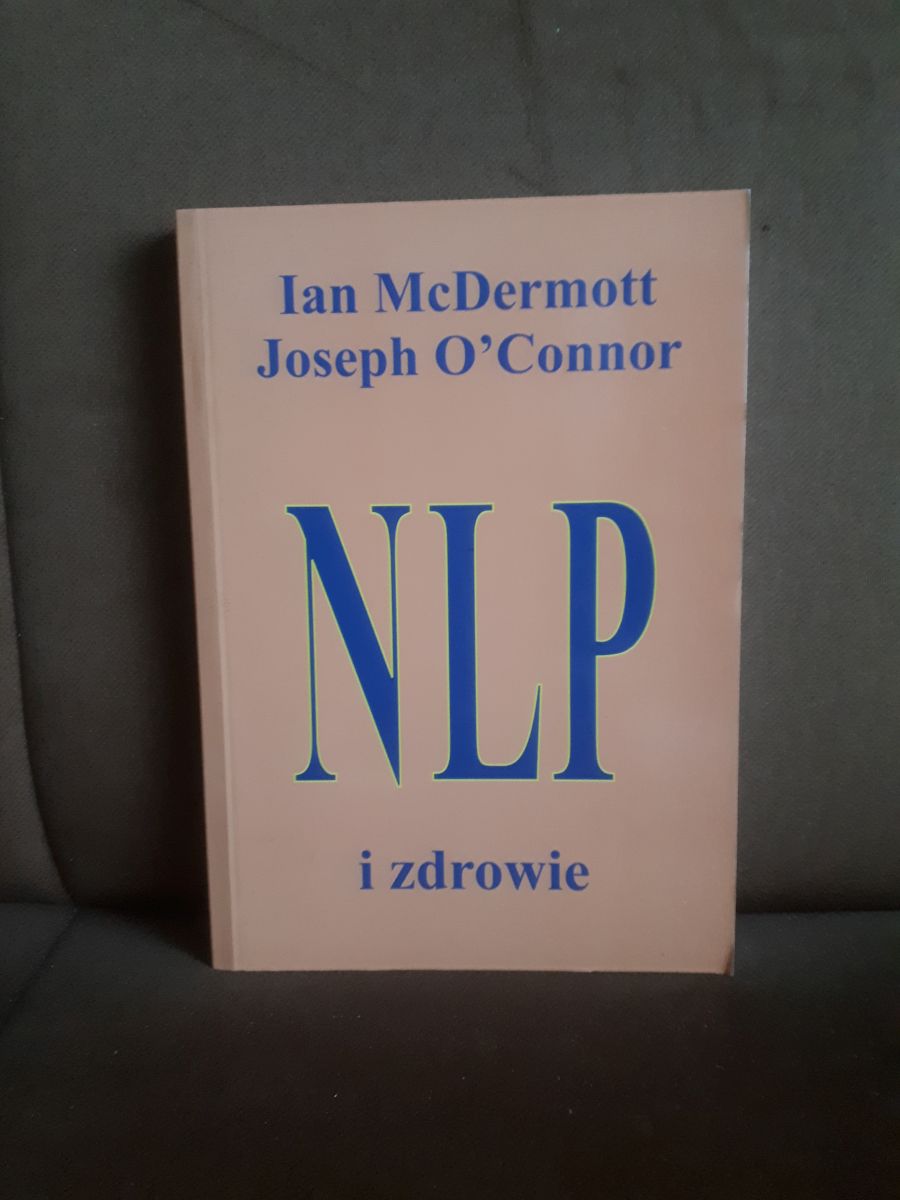 Ian McDermott
Joseph O’Connor
NLP
i zdrowie